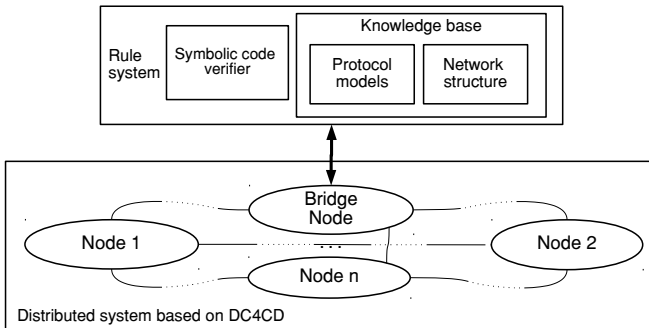 Knowledge base
Rule
system
Symbolic code
verifier
Protocol
models
Network
structure
Bridge
Node
Node 1
...
Node 2
Node n
Distributed system based on DC4CD